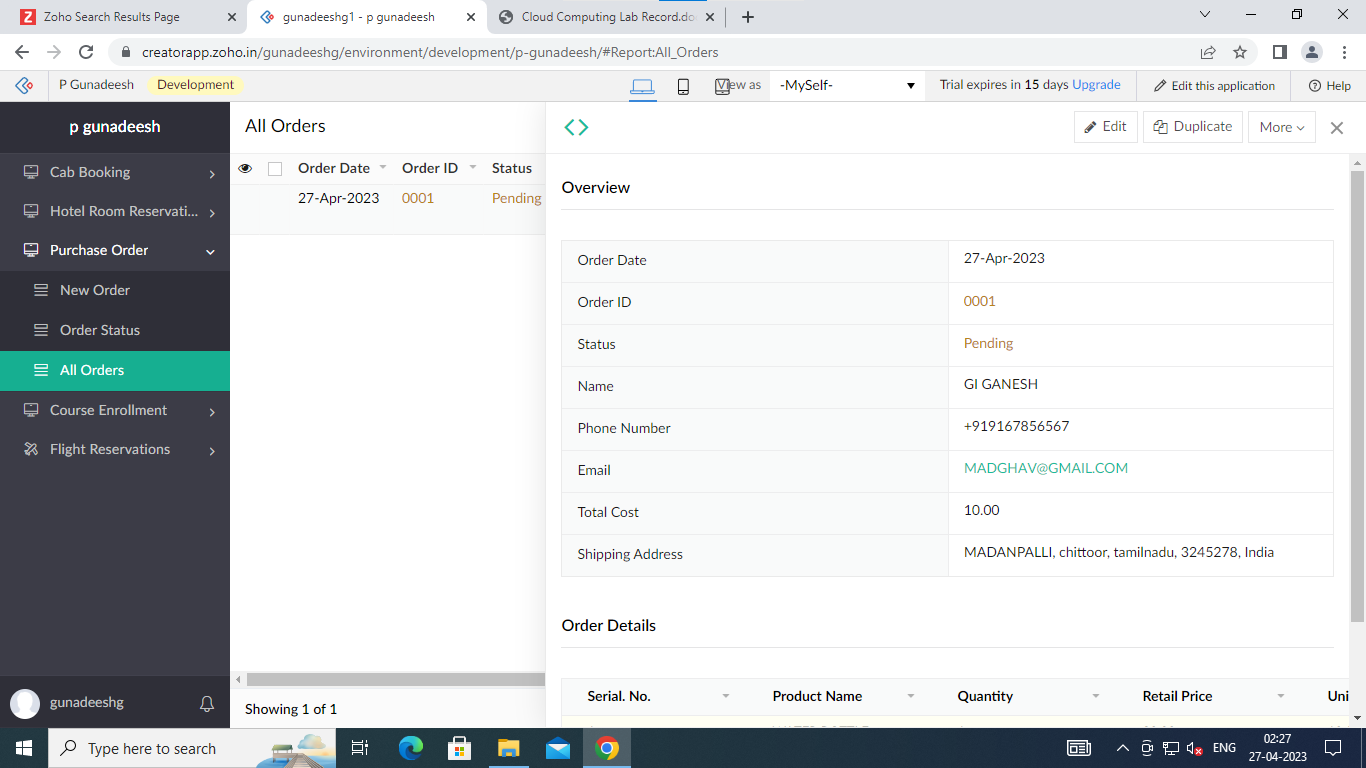 Zoho Search Results Page
gunadeeshg1 - p gunadeesh
Cloud Computing Lab Record.do
creatorapp.zoho.in/gunadeeshg/environment/development/p-gunadeesh/#Report:All_Orders
P Gunadeesh Development View as -MySelf- Trial expires in 15 days Upgrade Edit this application Help
p gunadeesh
Cab Booking
Hotel Room Reservati...
Purchase Order
New Order
Order Status
All Orders
Course Enrollment
Flight Reservations
gunadeeshg
All Orders
Order Date Order ID Status
27-Apr-2023 0001 Pending
Showing 1 of 1
Edit Duplicate More
Overview
Order Date 27-Apr-2023
Order ID 0001
Status Pending
Name GI GANESH
Phone Number +919167856567
Email MADGHAV@GMAIL.COM
Total Cost 10.00
Shipping Address MADANPALLI, chittoor, tamilnadu, 3245278, India
Order Details
Serial. No. Product Name Quantity Retail Price Uni
Type here to search
ENG
02:27
27-04-2023